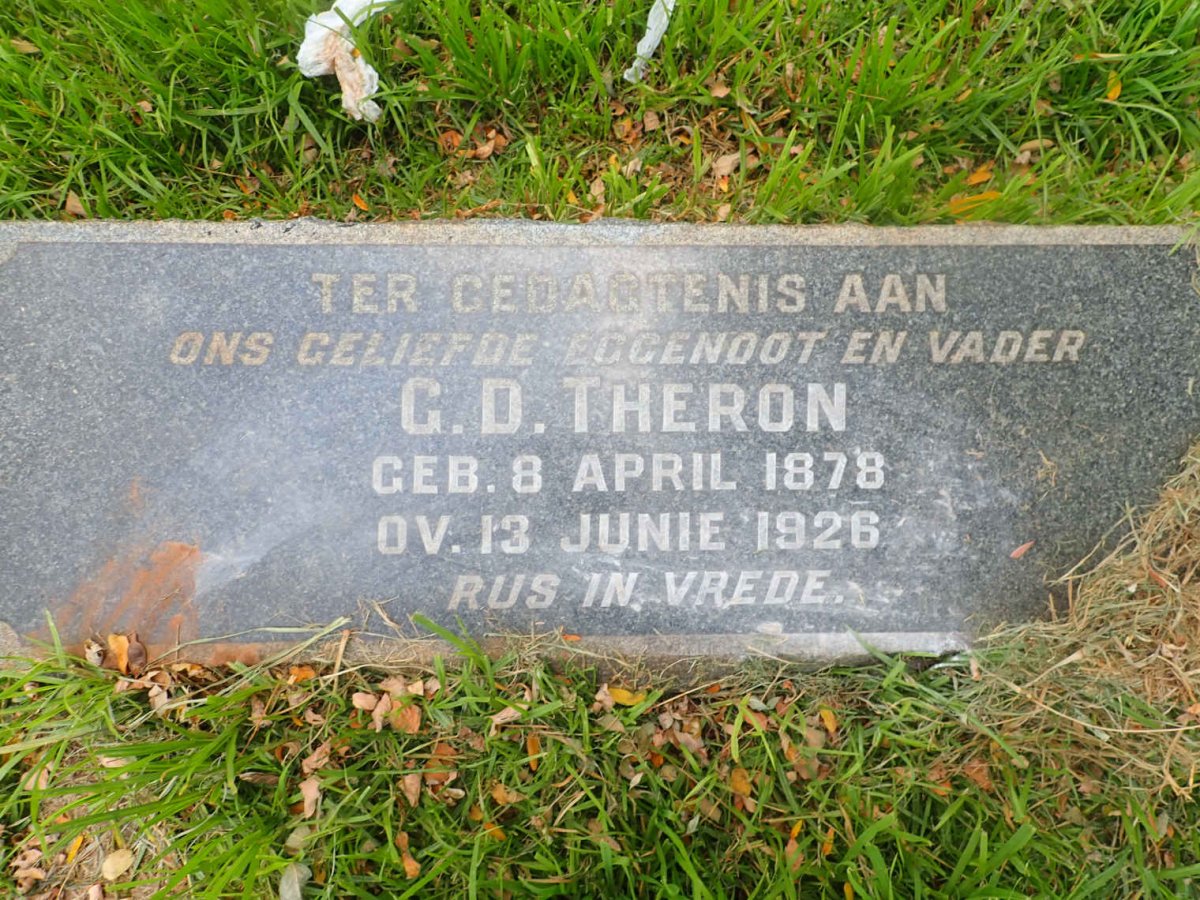 TER GEDAGTENIS AAN
ONS GELIEFDE EGGENOOT EN VADER
G.D. THERON
GEB. 8 APRIL 1878
OV. 13 JUNIE 1926
RUS IN VREDE.